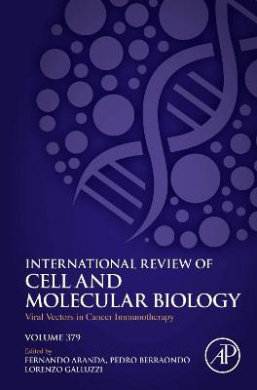 INTERNATIONAL REVIEW OF
CELL AND
MOLECULAR BIOLOGY
Viral Vectors in Cancer Immunotherapy
VOLUME 379
Edited by
FERNANDO ARANDA, PEDRO BERRAONDO
LORENZO GALLUZZI
AP